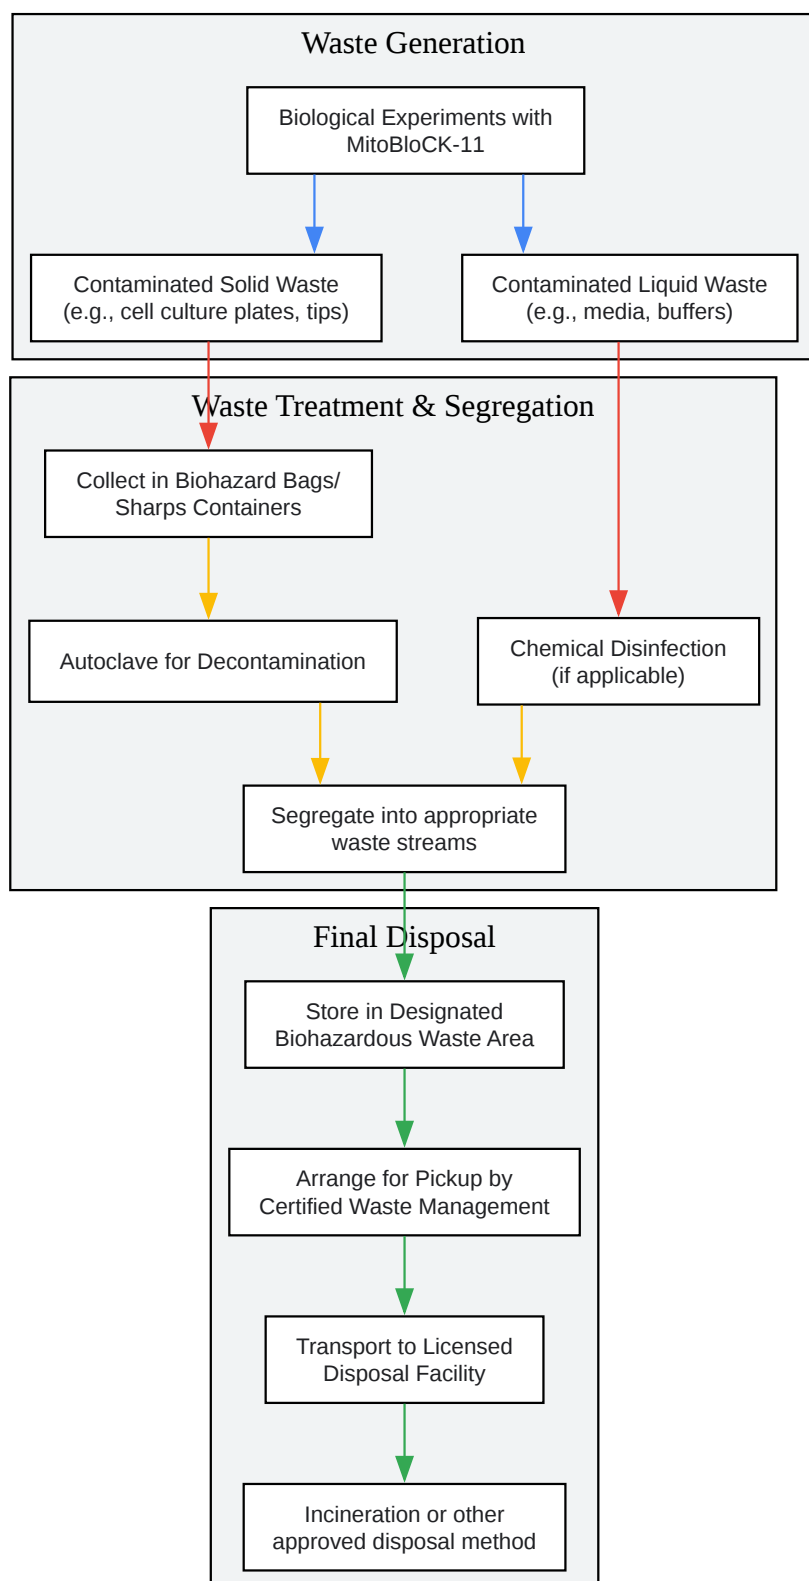 Waste Generation
Biological Experiments with
MitoBloCK-11
Contaminated Solid Waste
(e.g., cell culture plates, tips)
Contaminated Liquid Waste
(e.g., media, buffers)
Waste Treatment & Segregation
Collect in Biohazard Bags/
Sharps Containers
Autoclave for Decontamination
Chemical Disinfection
(if applicable)
Segregate into appropriate
waste streams
Final Disposal
Store in Designated
Biohazardous Waste Area
Arrange for Pickup by
Certified Waste Management
Transport to Licensed
Disposal Facility
Incineration or other
approved disposal method